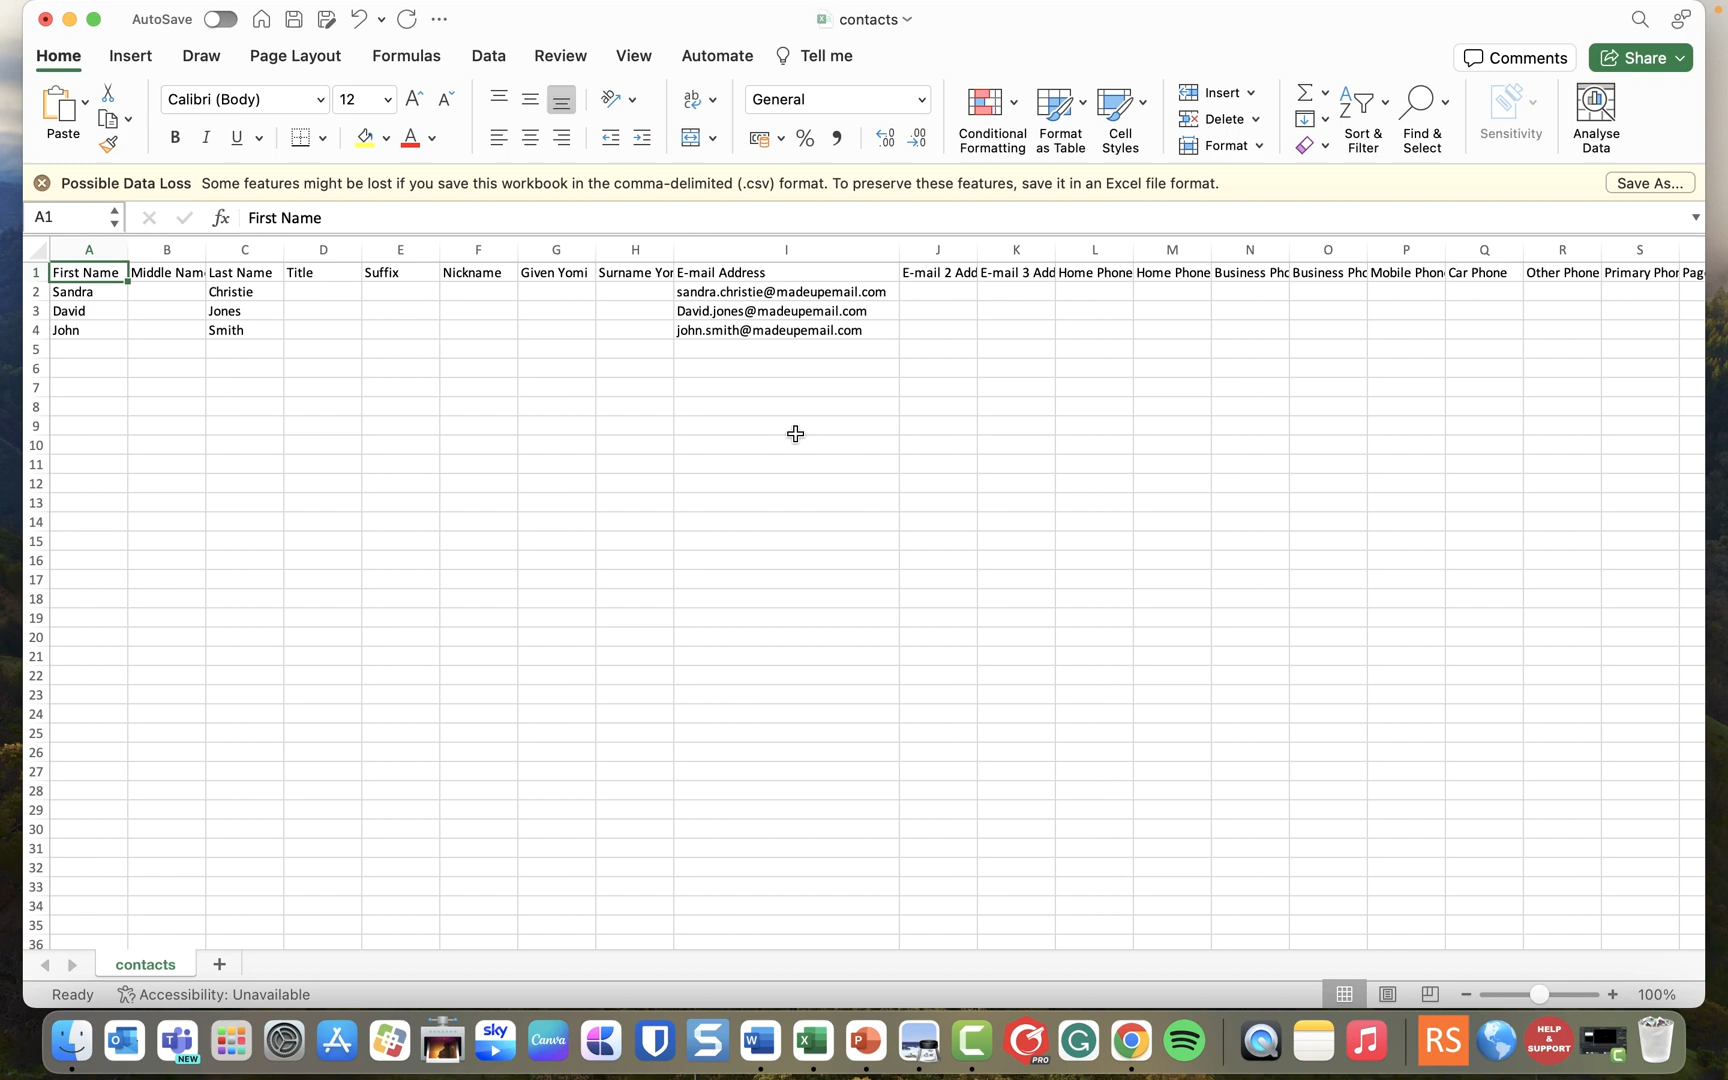 AutoSave
contacts
Home Insert Draw Page Layout Formulas Data Review View Automate Tell me
Comments Share
Paste
Calibri (Body) 12
B I U
General
Conditional Formatting
Format as Table
Cell Styles
Insert
Delete
Format
Sort & Filter
Find & Select
Sensitivity
Analyse Data
Possible Data Loss Some features might be lost if you save this workbook in the comma-delimited (.csv) format. To preserve these features, save it in an Excel file format. Save As...
A1 fx First Name
A B C D E F G H I J K L M N O P Q R S
1 First Name Middle Nam Last Name Title Suffix Nickname Given Yomi Surname Yor E-mail Address E-mail 2 Add E-mail 3 Add Home Phone Home Phone Business Pho Business Pho Mobile Phon Car Phone Other Phone Primary Phor Pag
2 Sandra Christie sandra.christie@madeupemail.com
3 David Jones David.jones@madeupemail.com
4 John Smith john.smith@madeupemail.com
5
6
7
8
9
10
11
12
13
14
15
16
17
18
19
20
21
22
23
24
25
26
27
28
29
30
31
32
33
34
35
36
contacts
Ready Accessibility: Unavailable 100%
NEW
sky
Canva
PRO
RS
HELP & SUPPORT